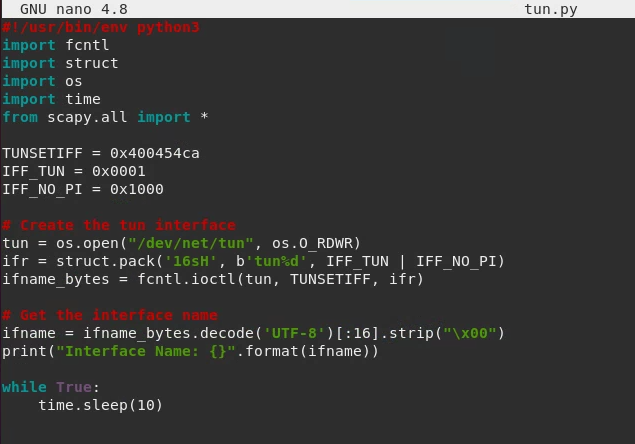 GNU nano 4.8 tun.py
#!/usr/bin/env python3
import fcntl
import struct
import os
import time
from scapy.all import *
TUNSETIFF = 0x400454ca
IFF_TUN = 0x0001
IFF_NO_PI = 0x1000
# Create the tun interface
tun = os.open("/dev/net/tun", os.O_RDWR)
ifr = struct.pack('16sH', b'tun%d', IFF_TUN | IFF_NO_PI)
ifname_bytes = fcntl.ioctl(tun, TUNSETIFF, ifr)
# Get the interface name
ifname = ifname_bytes.decode('UTF-8')[:16].strip("\x00")
print("Interface Name: {}".format(ifname))
while True:
    time.sleep(10)